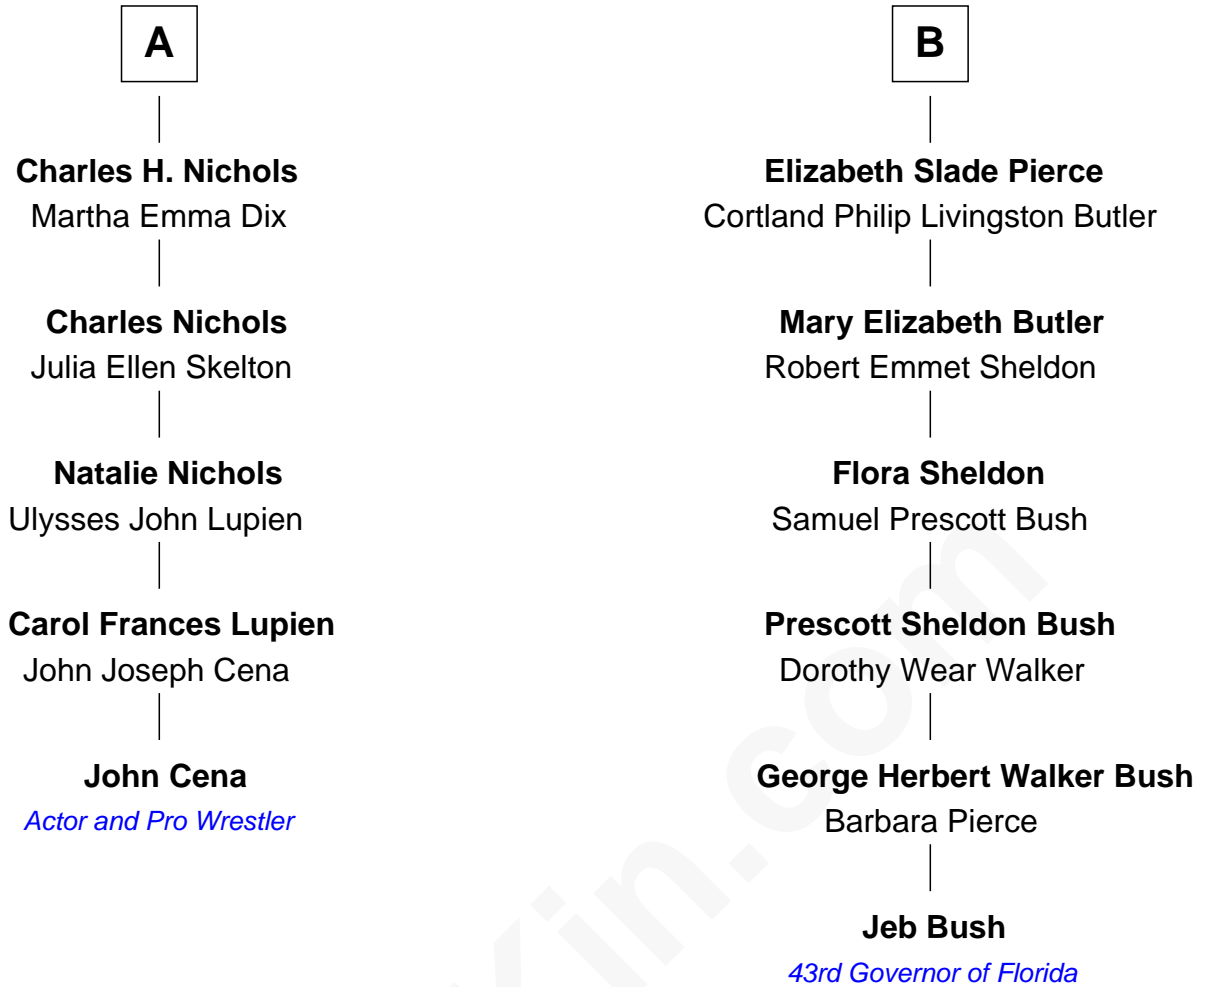 A
B
Charles H. Nichols
Martha Emma Dix
Elizabeth Slade Pierce
Cortland Philip Livingston Butler
Charles Nichols
Julia Ellen Skelton
Mary Elizabeth Butler
Robert Emmet Sheldon
Natalie Nichols
Ulysses John Lupien
Flora Sheldon
Samuel Prescott Bush
Carol Frances Lupien
John Joseph Cena
Prescott Sheldon Bush
Dorothy Wear Walker
John Cena
Actor and Pro Wrestler
George Herbert Walker Bush
Barbara Pierce
Jeb Bush
43rd Governor of Florida
Kin.com